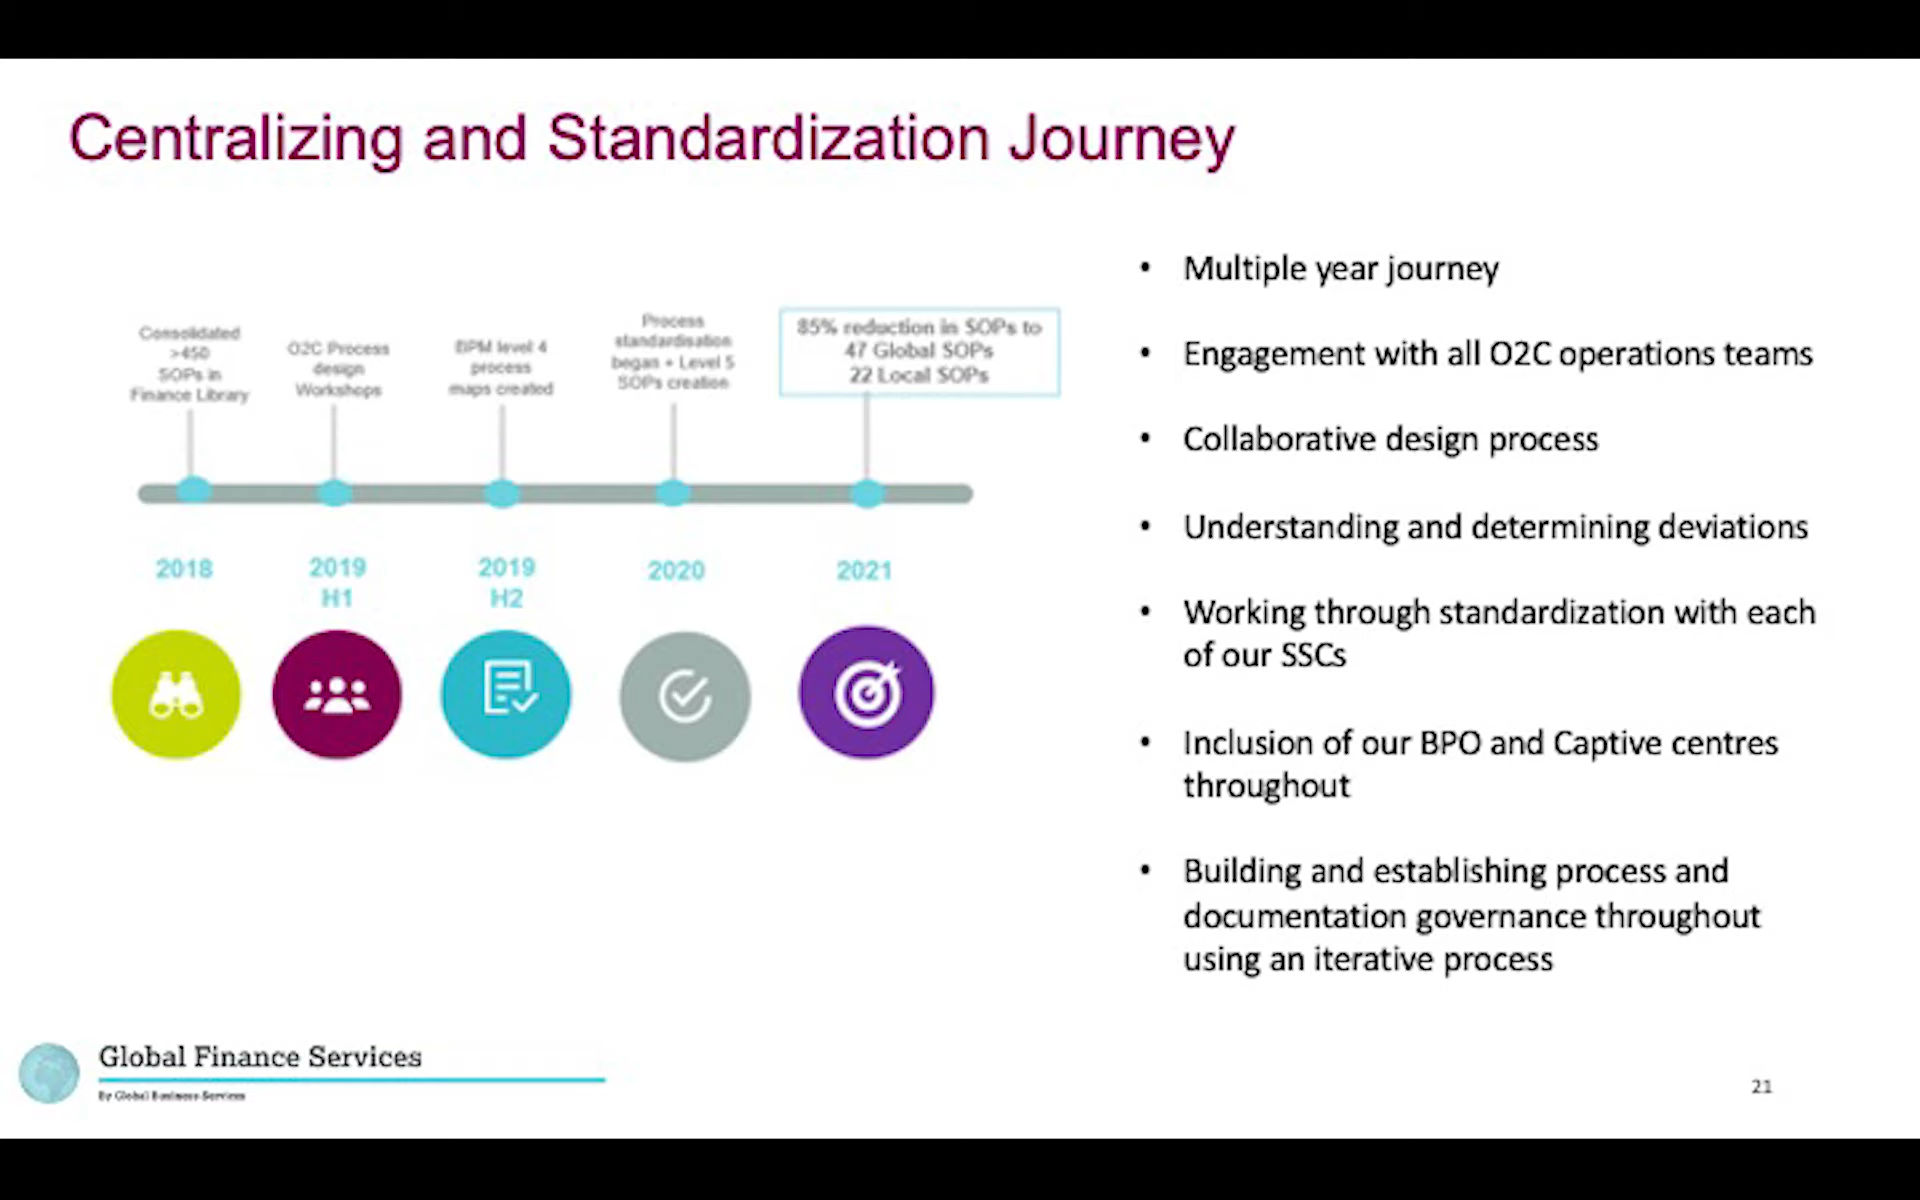 Centralizing and Standardization Journey
Consolidated
>450
SOPs in
Finance Library
O2C Process
design
Workshops
BPM level 4
process
maps created
Process
standardisation
began + Level 5
SOPs creation
85% reduction in SOPs to
47 Global SOPs
22 Local SOPs
2018
2019
H1
2019
H2
2020
2021
• Multiple year journey
• Engagement with all O2C operations teams
• Collaborative design process
• Understanding and determining deviations
• Working through standardization with each
of our SSCs
• Inclusion of our BPO and Captive centres
throughout
• Building and establishing process and
documentation governance throughout
using an iterative process
Global Finance Services
By Global Business Services
21